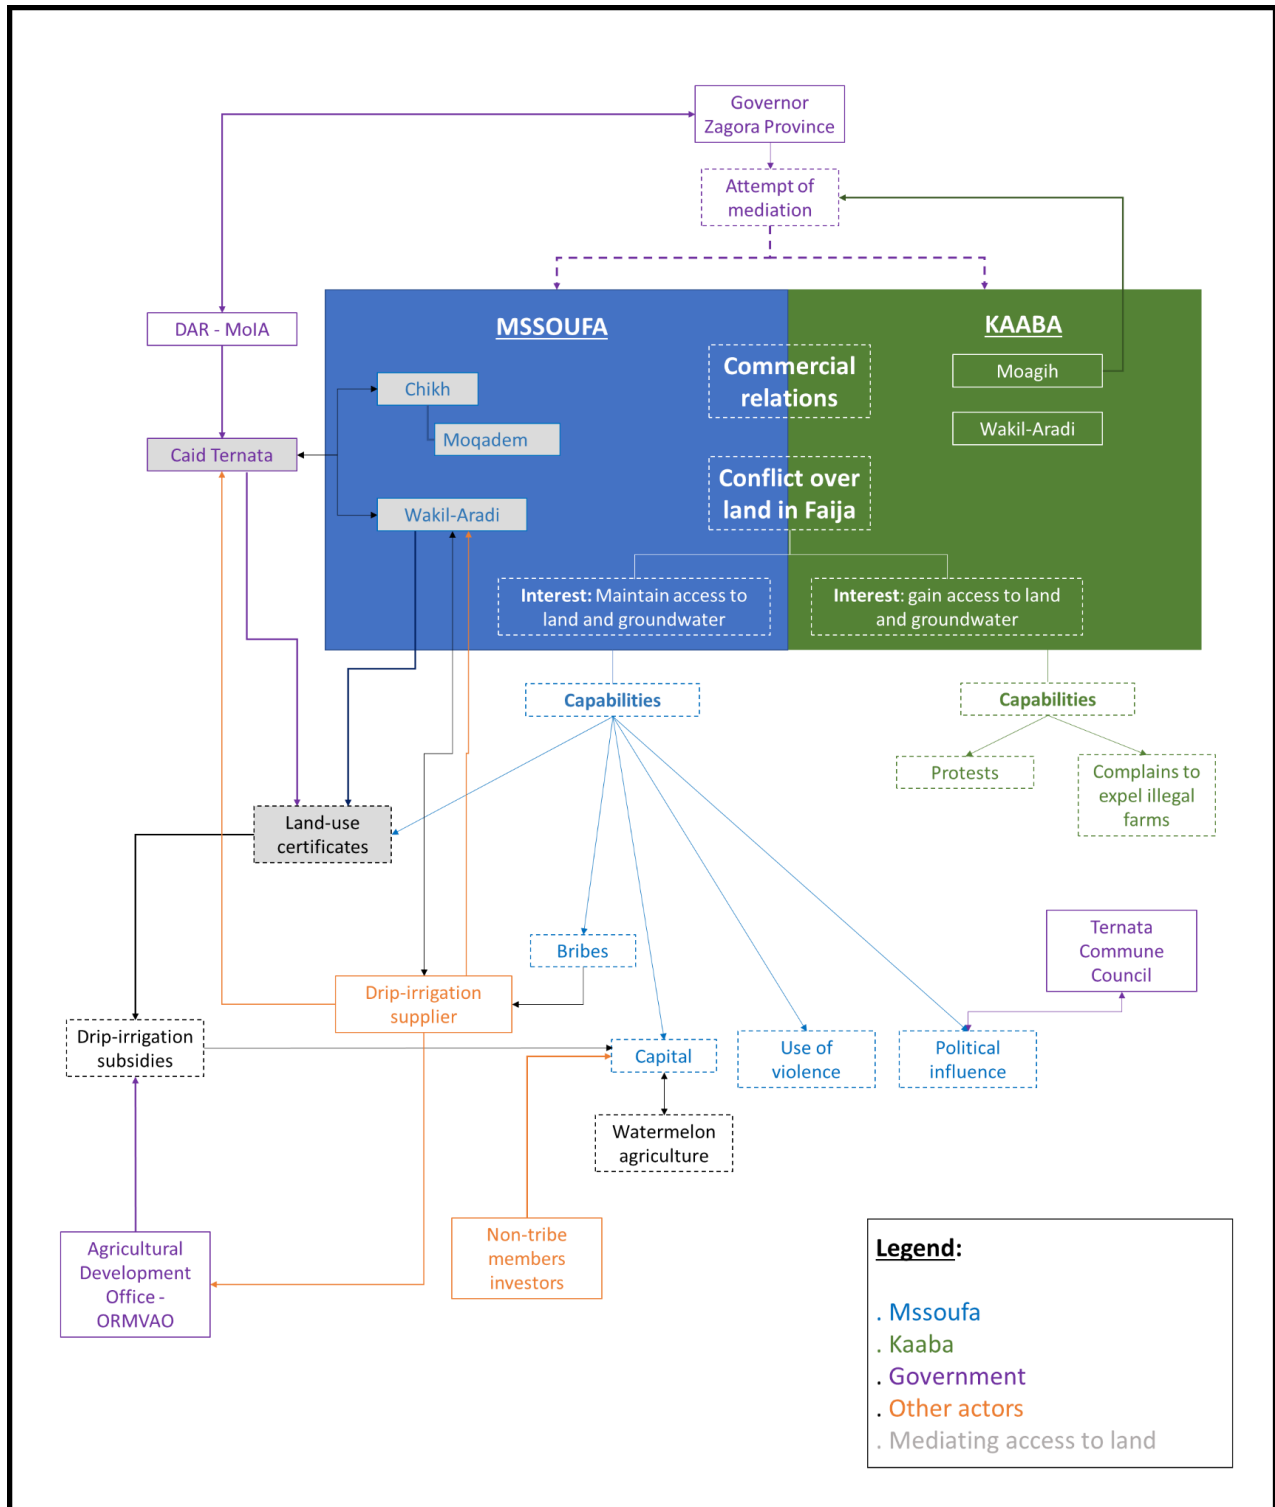 Governor
Zagora Province
Attempt of
mediation
DAR - MoIA
MSSOUFA
KAABA
Commercial
relations
Moagih
Chikh
Moqadem
Wakil-Aradi
Caid Ternata
Conflict over
land in Faija
Wakil-Aradi
Interest: Maintain access to
land and groundwater
Interest: gain access to land
and groundwater
Capabilities
Capabilities
Protests
Complains to
expel illegal
farms
Land-use
certificates
Bribes
Ternata
Commune
Council
Drip-irrigation
supplier
Drip-irrigation
subsidies
Capital
Use of
violence
Political
influence
Watermelon
agriculture
Agricultural
Development
Office -
ORMVAO
Non-tribe
members
investors
Legend:
. Mssoufa
. Kaaba
. Government
. Other actors
. Mediating access to land